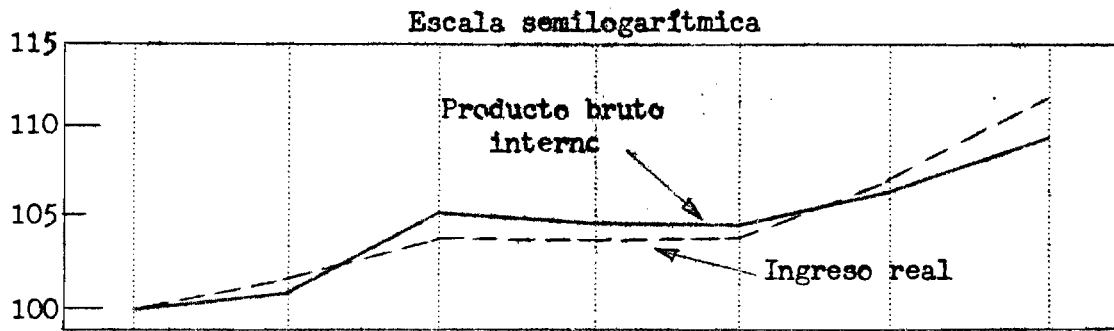 Escala semilogarítmica
115
Producto bruto
interno
110
105
Ingreso real
100